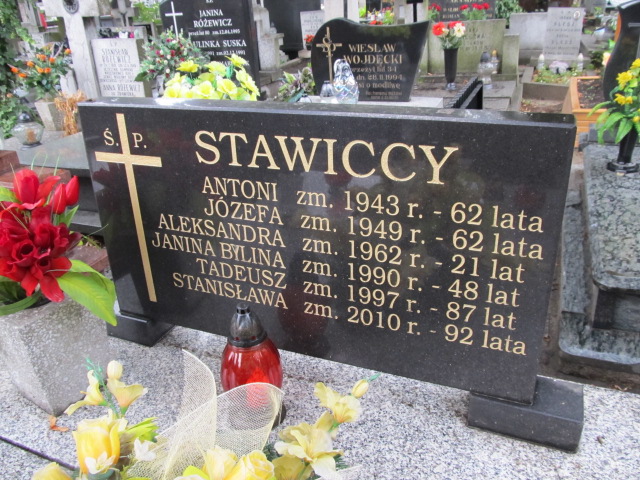 JANINA
RÓŻEWICZ
WIESŁAW
WOJDECKI
Ś. P.
STAWICCY
ANTONI zm. 1943 r. - 62 lata
JÓZEFA zm. 1949 r. - 62 lata
ALEKSANDRA zm. 1962 r. - 21 lat
JANINA BYLINA zm. 1990 r. - 48 lat
TADEUSZ zm. 1997 r. - 87 lat
STANISŁAWA zm. 2010 r. - 92 lata